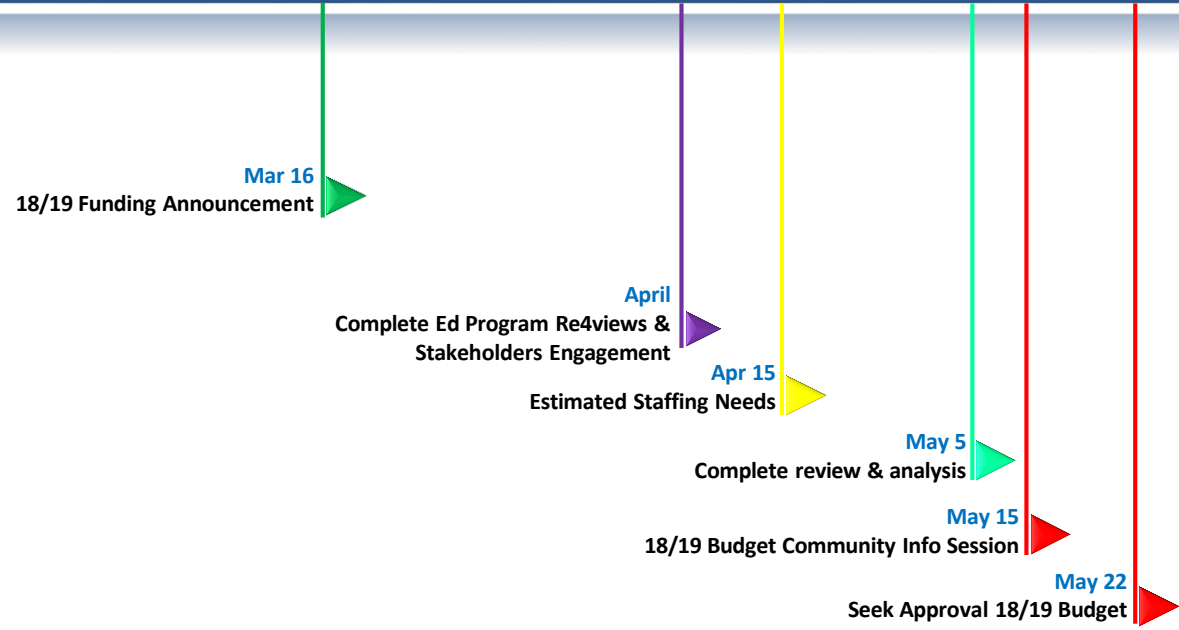 Mar 16
18/19 Funding Announcement
April
Complete Ed Program Re4views &
Stakeholders Engagement
Apr 15
Estimated Staffing Needs
May 5
Complete review & analysis
May 15
18/19 Budget Community Info Session
May 22
Seek Approval 18/19 Budget